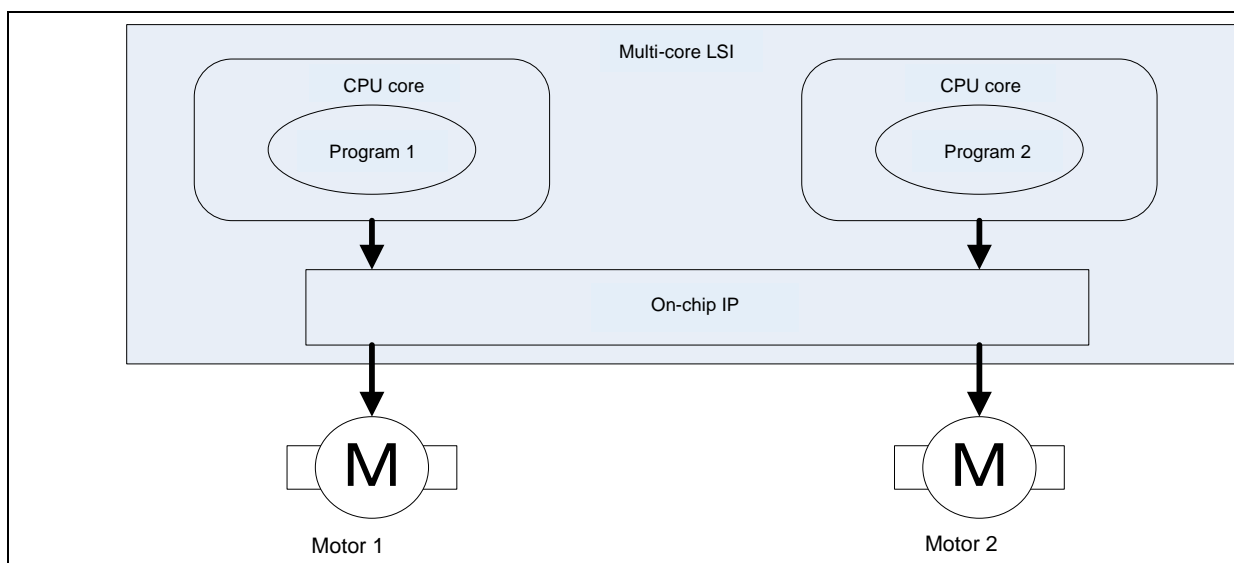 Multi-core LSI
CPU core
CPU core
Program 1
Program 2
On-chip IP
M
M
Motor 1
Motor 2